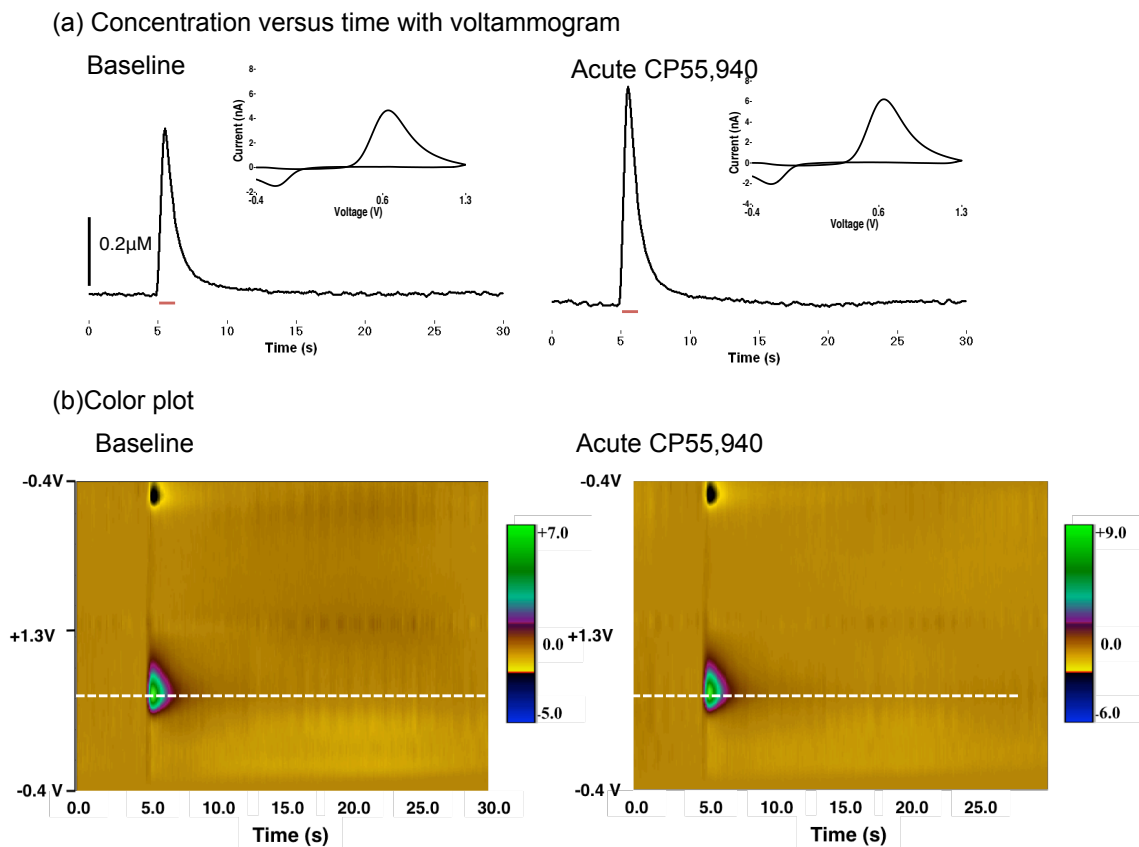 (a) Concentration versus time with voltammogram
Baseline
Acute CP55,940
8
6
4
2
0
-2
Current (nA)
-0.4
0.6
1.3
Voltage (V)
8
6
4
2
0
-2
-4
Current (nA)
-0.4
0.6
1.3
Voltage (V)
0.2µM
0 5 10 15 20 25 30
Time (s)
0 5 10 15 20 25 30
Time (s)
(b)Color plot
Baseline
Acute CP55,940
-0.4V
+1.3V
-0.4 V
+7.0
0.0
-5.0
0.0 5.0 10.0 15.0 20.0 25.0 30.0
Time (s)
-0.4V
+1.3V
-0.4 V
+9.0
0.0
-6.0
0.0 5.0 10.0 15.0 20.0 25.0
Time (s)